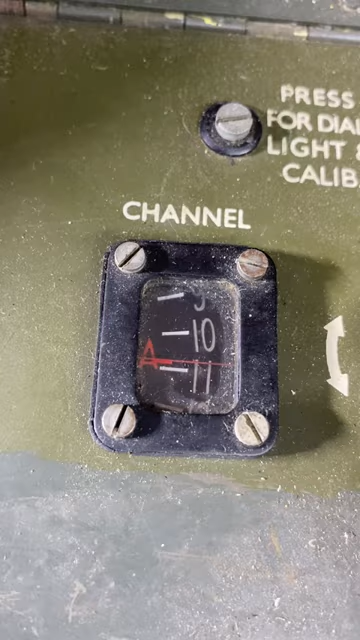 PRESS
FOR DIAL
LIGHT &
CALIB
CHANNEL
9
10
A
11